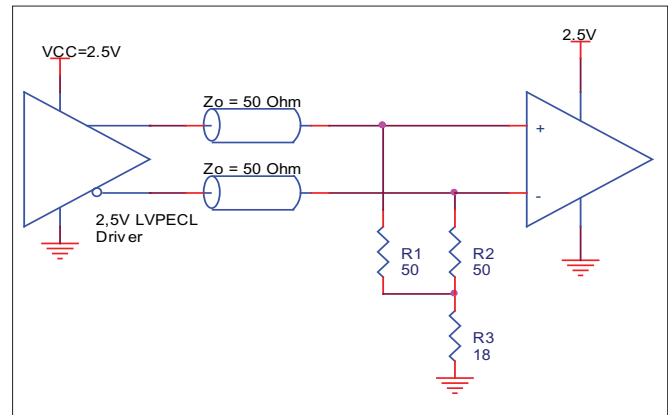 VCC=2.5V
2.5V
Zo = 50 Ohm
+
Zo = 50 Ohm
-
2,5V LVPECL
Driver
R1
50
R2
50
R3
18